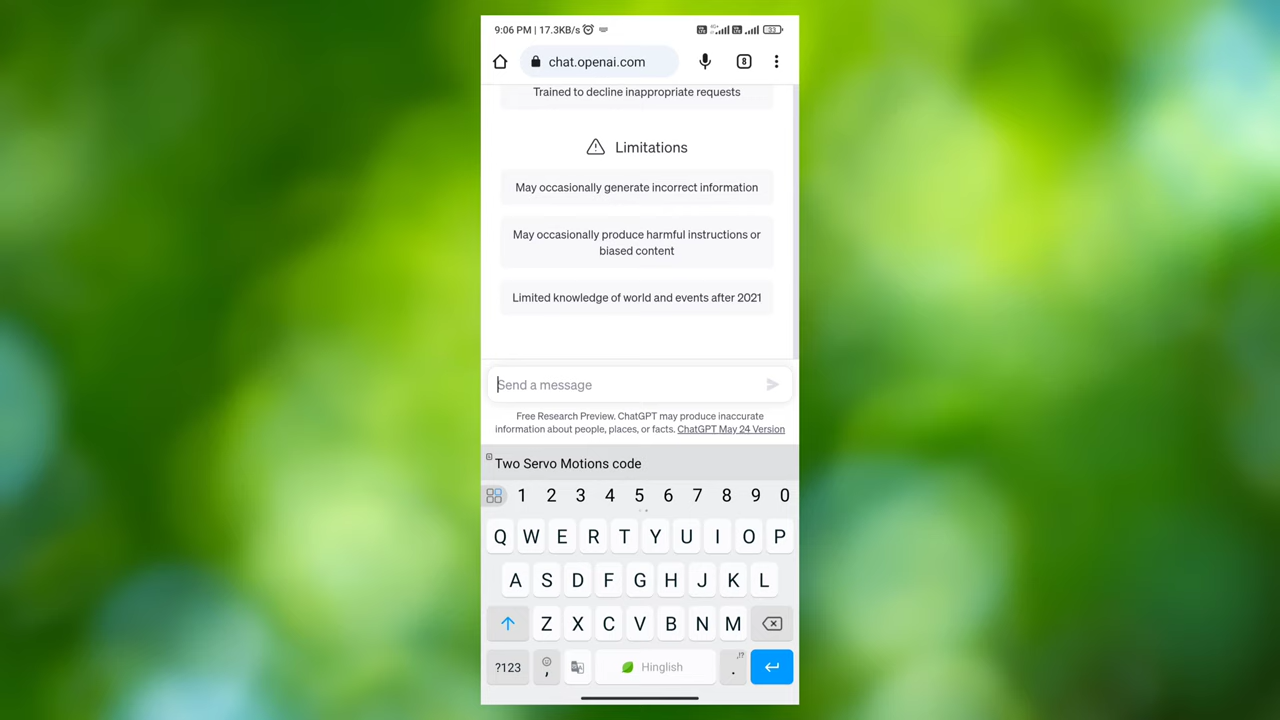 9:06 PM | 17.3KB/s
33
chat.openai.com
8
Trained to decline inappropriate requests
Limitations
May occasionally generate incorrect information
May occasionally produce harmful instructions or
biased content
Limited knowledge of world and events after 2021
Send a message
Free Research Preview. ChatGPT may produce inaccurate
information about people, places, or facts. ChatGPT May 24 Version
Two Servo Motions code
1 2 3 4 5 6 7 8 9 0
Q W E R T Y U I O P
A S D F G H J K L
Z X C V B N M
?123 , Hinglish . ,!?